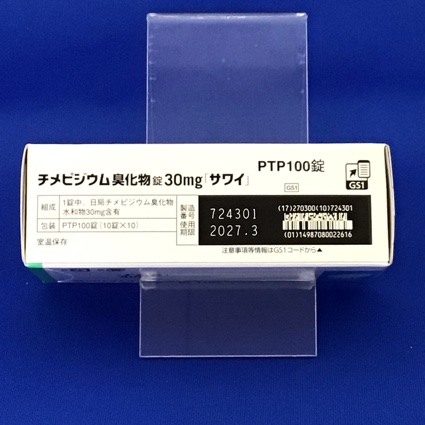 チメピジウム臭化物錠30mg「サワイ」 PTP100錠
GS1
GS1
組成 1錠中、日局チメピジウム臭化物
水和物30mg含有
包装 PTP100錠(10錠×10)
室温保存
製造番号 724301
使用期限 2027.3
(17)270300(10)724301
(01)14987080022616
注意事項等情報はGS1コードから▲